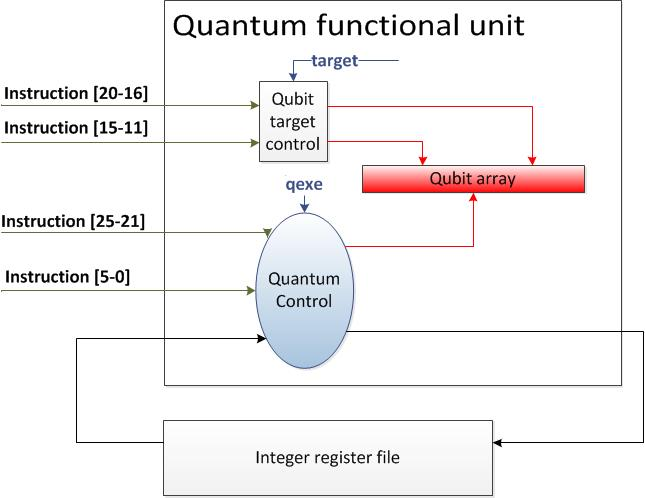 Quantum functional unit
target
Instruction [20-16]
Qubit
target
control
Instruction [15-11]
Qubit array
qexe
Instruction [25-21]
Instruction [5-0]
Quantum
Control
Integer register file